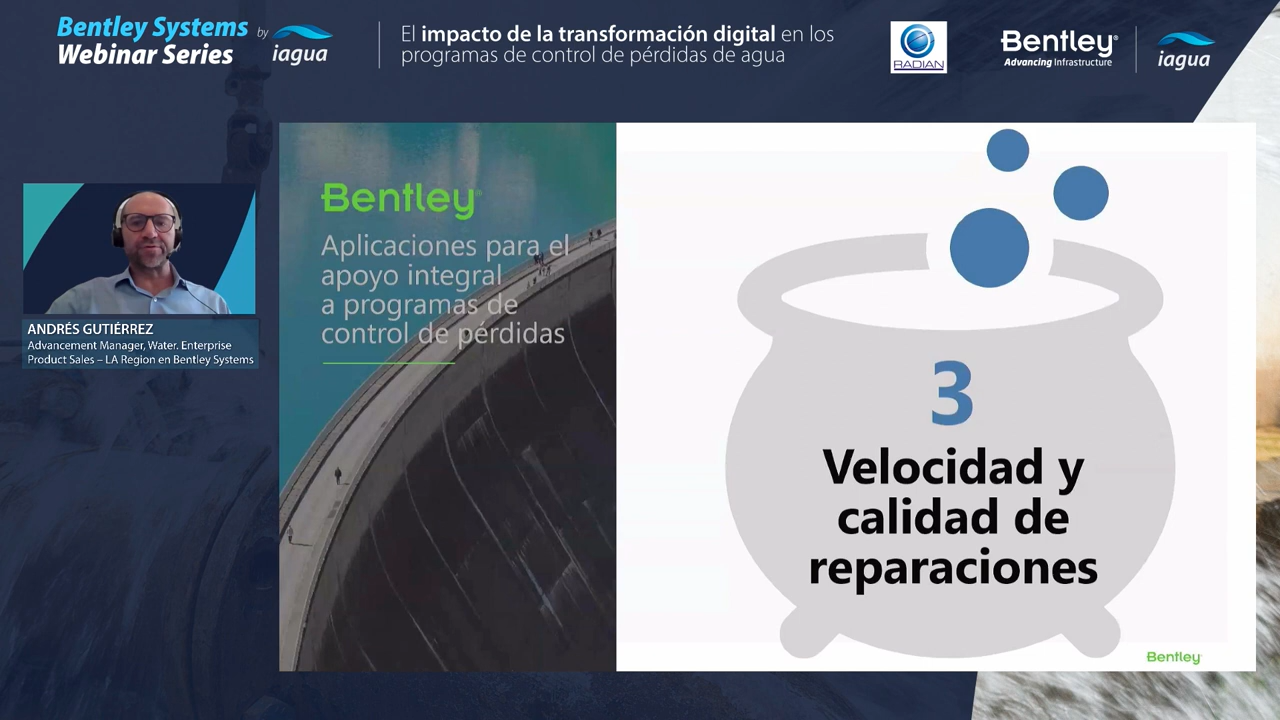 Bentley Systems
Webinar Series
by
iagua
El impacto de la transformación digital en los
programas de control de pérdidas de agua
RADIAN
Bentley®
Advancing Infrastructure
iagua
ANDRÉS GUTIÉRREZ
Advancement Manager, Water. Enterprise
Product Sales – LA Region en Bentley Systems
Bentley®
Aplicaciones para el
apoyo integral
a programas de
control de pérdidas
3
Velocidad y
calidad de
reparaciones
Bentley